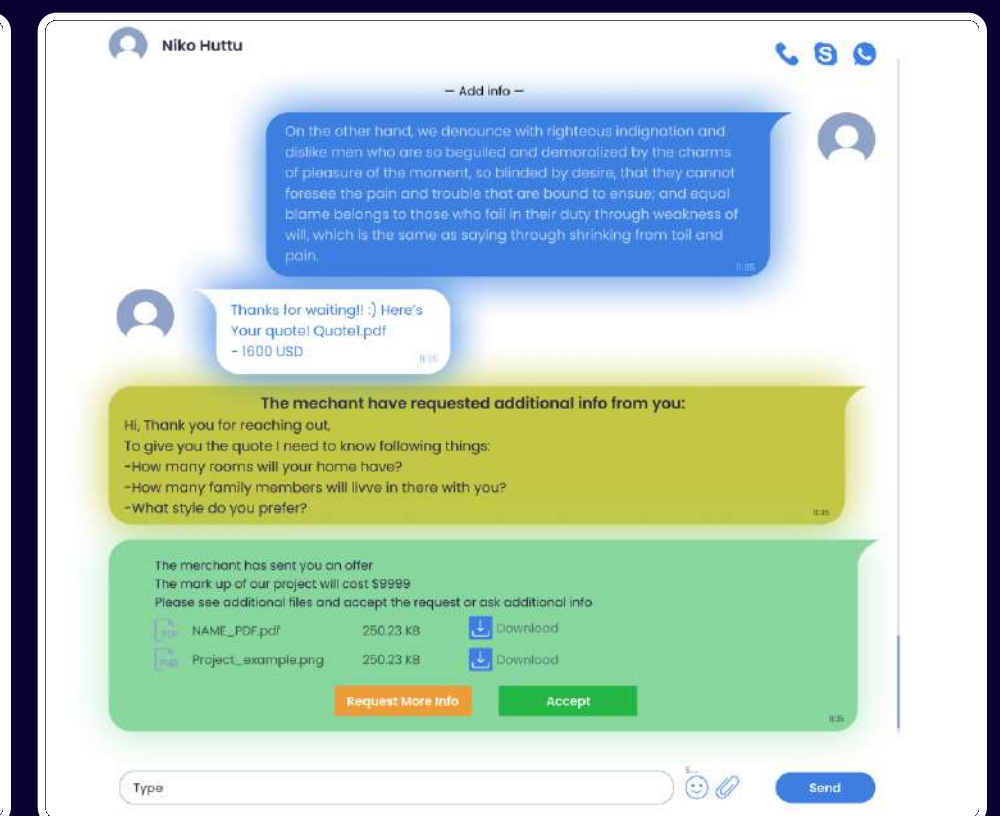 Niko Huttu
— Add info —
On the other hand, we denounce with righteous indignation and
dislike men who are so beguiled and demoralized by the charms
of pleasure of the moment, so blinded by desire, that they cannot
foresee the pain and trouble that are bound to ensue; and equal
blame belongs to those who fail in their duty through weakness of
will, which is the same as saying through shrinking from toil and
pain.
11:35
Thanks for waiting!! :) Here's
Your quote! Quote1.pdf
- 1600 USD
11:35
The mechant have requested additional info from you:
Hi, Thank you for reaching out,
To give you the quote I need to know following things:
-How many rooms will your home have?
-How many family members will livve in there with you?
-What style do you prefer?
11:35
The merchant has sent you an offer
The mark up of our project will cost $9999
Please see additional files and accept the request or ask additional info
NAME_PDF.pdf 250.23 KB Download
Project_example.png 250.23 KB Download
Request More Info Accept
11:35
Type
Send